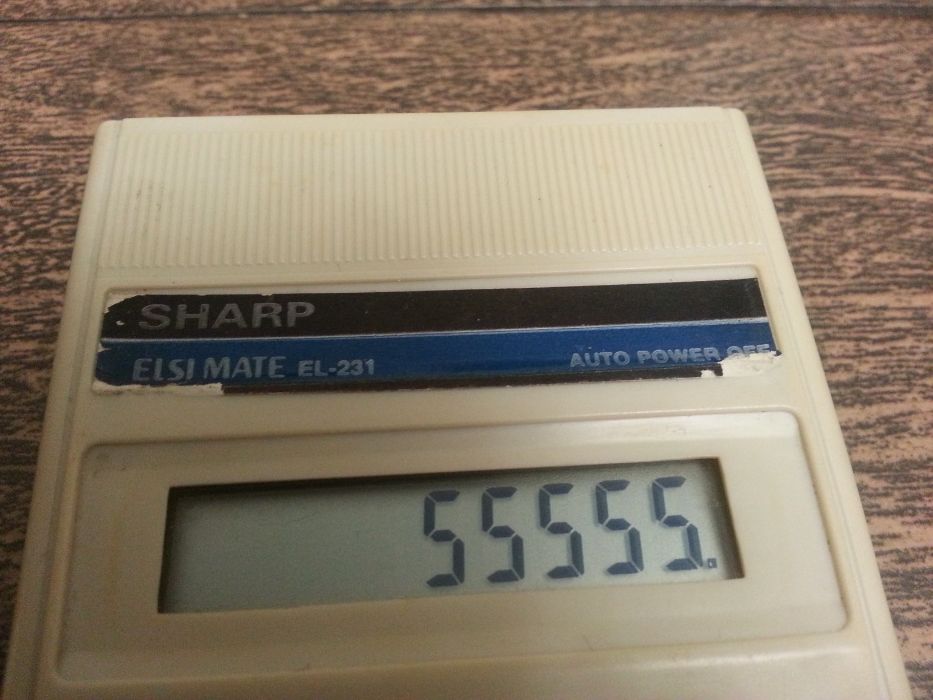 SHARP
ELSI MATE EL-231 AUTO POWER OFF
55555.